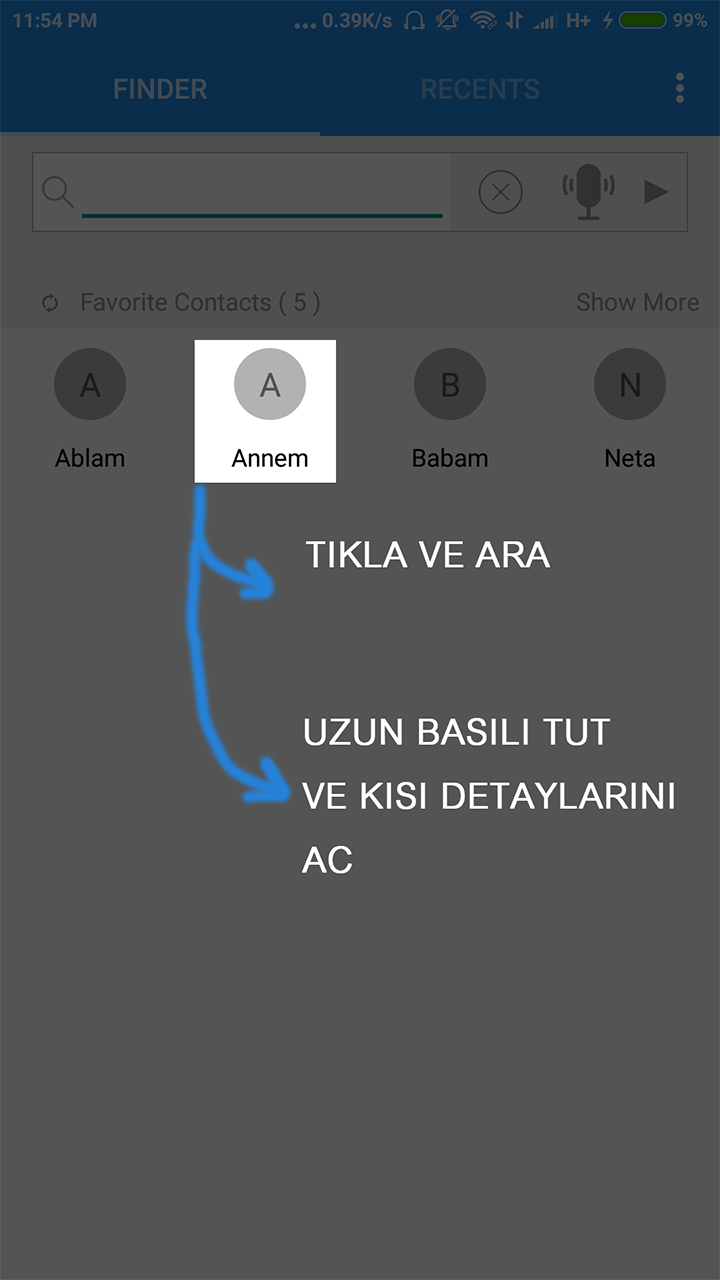 11:54 PM ... 0.39K/s H+ 99%
FINDER RECENTS
Favorite Contacts ( 5 ) Show More
A A B N
Ablam Annem Babam Neta
TIKLA VE ARA
UZUN BASILI TUT
VE KISI DETAYLARINI
AC